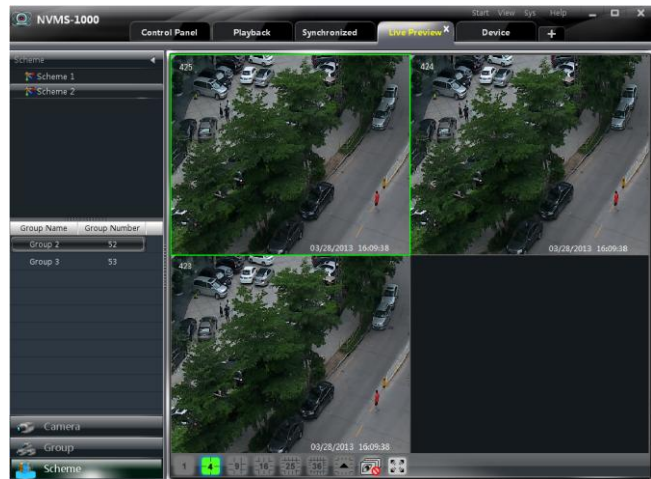 NVMS-1000
Start View Sys Help
Control Panel
Playback
Synchronized
Live Preview X
Device
+
Scheme
Scheme 1
Scheme 2
425
03/28/2013 16:09:38
424
03/28/2013 16:09:38
Group Name Group Number
Group 2 52
Group 3 53
423
03/28/2013 16:09:38
Camera
Group
Scheme
1
4
9
16
25
36